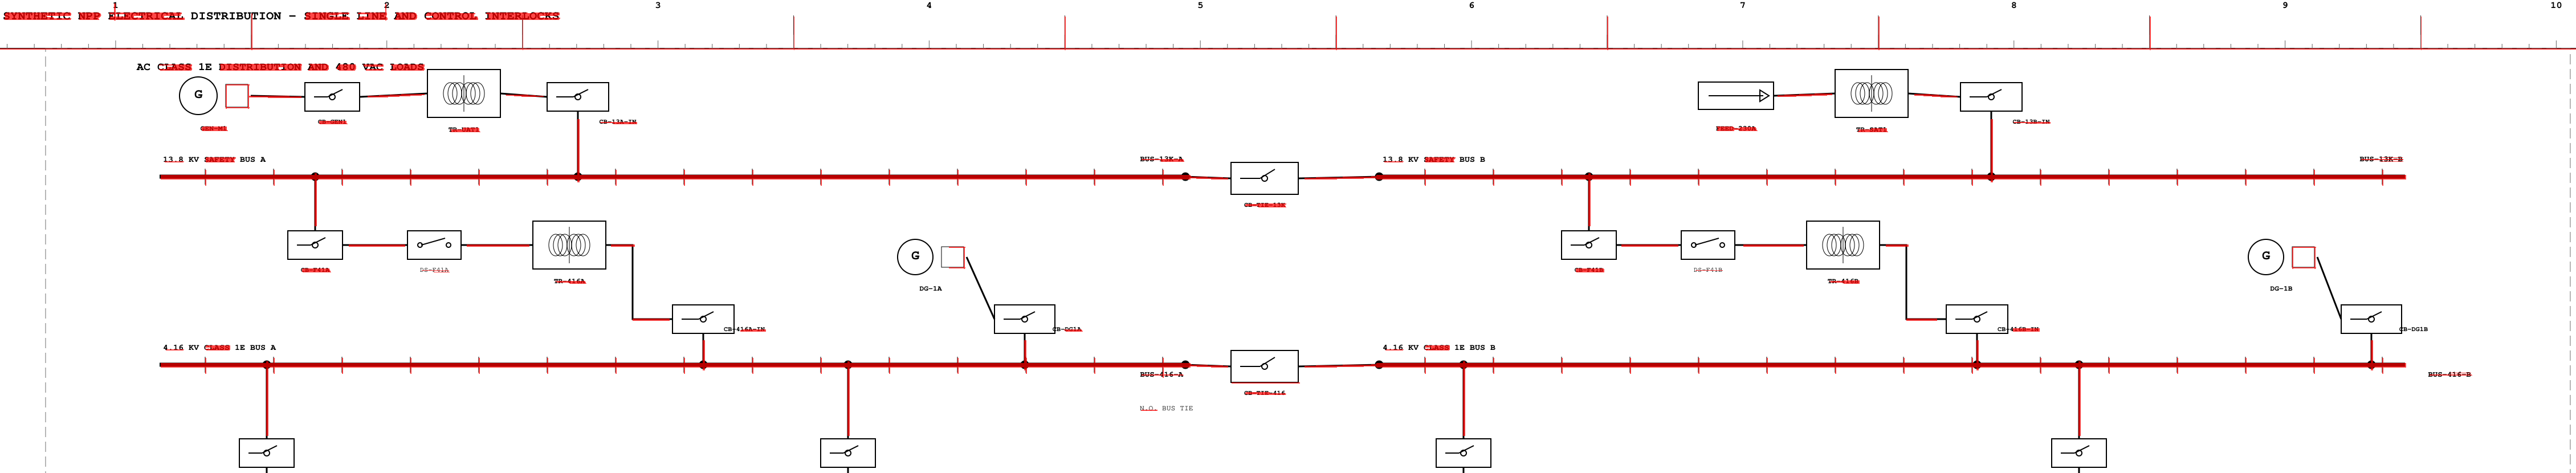 1 2 3 4 5 6 7 8 9 10
SYNTHETIC NPP ELECTRICAL DISTRIBUTION — SINGLE LINE AND CONTROL INTERLOCKS
AC CLASS 1E DISTRIBUTION AND 480 VAC LOADS
G
GEN-M1
CB-GEN1
TR-UAT1
CB-13A-IN
FEED-230A
TR-SAT1
CB-13B-IN
13.8 KV SAFETY BUS A
BUS-13K-A
CB-TIE-13K
13.8 KV SAFETY BUS B
BUS-13K-B
CB-F41A
DS-F41A
TR-416A
CB-416A-IN
G
DG-1A
CB-DG1A
CB-F41B
DS-F41B
TR-416B
CB-416B-IN
G
DG-1B
CB-DG1B
4.16 KV CLASS 1E BUS A
BUS-416-A
CB-TIE-416
N.O. BUS TIE
4.16 KV CLASS 1E BUS B
BUS-416-B